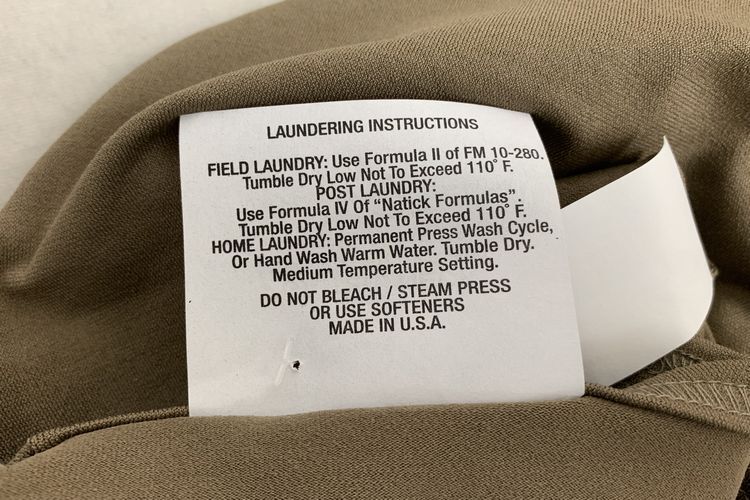 LAUNDERING INSTRUCTIONS
FIELD LAUNDRY: Use Formula II of FM 10-280.
Tumble Dry Low Not To Exceed 110° F.
POST LAUNDRY:
Use Formula IV Of “Natick Formulas”.
Tumble Dry Low Not To Exceed 110° F.
HOME LAUNDRY: Permanent Press Wash Cycle,
Or Hand Wash Warm Water. Tumble Dry.
Medium Temperature Setting.
DO NOT BLEACH / STEAM PRESS
OR USE SOFTENERS
MADE IN U.S.A.